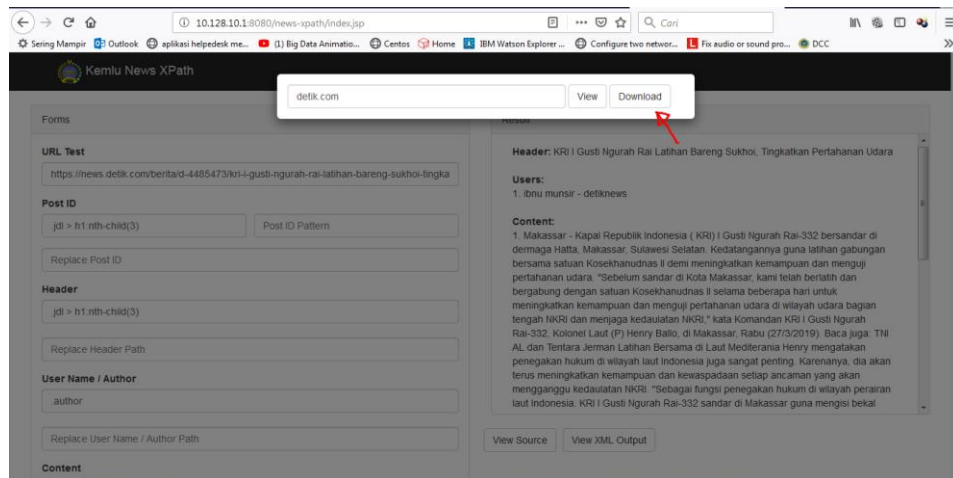 10.128.10.1:8080/news-xpath/index.jsp
Cari
Sering Mampir Outlook aplikasi helpedesk me... (1) Big Data Animatio... Centos Home IBM Watson Explorer ... Configure two networ... Fix audio or sound pro... DCC
Kemlu News XPath
detik.com View Download
Forms
URL Test
https://news.detik.com/berita/d-4485473/kri-i-gusti-ngurah-rai-latihan-bareng-sukhoi-tingka
Post ID
.jdl > h1:nth-child(3) Post ID Pattern
Replace Post ID
Header
.jdl > h1:nth-child(3)
Replace Header Path
User Name / Author
.author
Replace User Name / Author Path
Content
Result
Header: KRI I Gusti Ngurah Rai Latihan Bareng Sukhoi, Tingkatkan Pertahanan Udara
Users:
1. ibnu munsir - detiknews
Content:
1. Makassar - Kapal Republik Indonesia ( KRI) I Gusti Ngurah Rai-332 bersandar di
dermaga Hatta, Makassar, Sulawesi Selatan. Kedatangannya guna latihan gabungan
bersama satuan Kosekhanudnas II demi meningkatkan kemampuan dan menguji
pertahanan udara. "Sebelum sandar di Kota Makassar, kami telah berlatih dan
bergabung dengan satuan Kosekhanudnas II selama beberapa hari untuk
meningkatkan kemampuan dan menguji pertahanan udara di wilayah udara bagian
tengah NKRI dan menjaga kedaulatan NKRI," kata Komandan KRI I Gusti Ngurah
Rai-332, Kolonel Laut (P) Henry Ballo, di Makassar, Rabu (27/3/2019). Baca juga: TNI
AL dan Tentara Jerman Latihan Bersama di Laut Mediterania Henry mengatakan
penegakan hukum di wilayah laut Indonesia juga sangat penting. Karenanya, dia akan
terus meningkatkan kemampuan dan kewaspadaan setiap ancaman yang akan
mengganggu kedaulatan NKRI. "Sebagai fungsi penegakan hukum di wilayah perairan
laut Indonesia. KRI I Gusti Ngurah Rai-332 sandar di Makassar guna mengisi bekal
View Source View XML Output